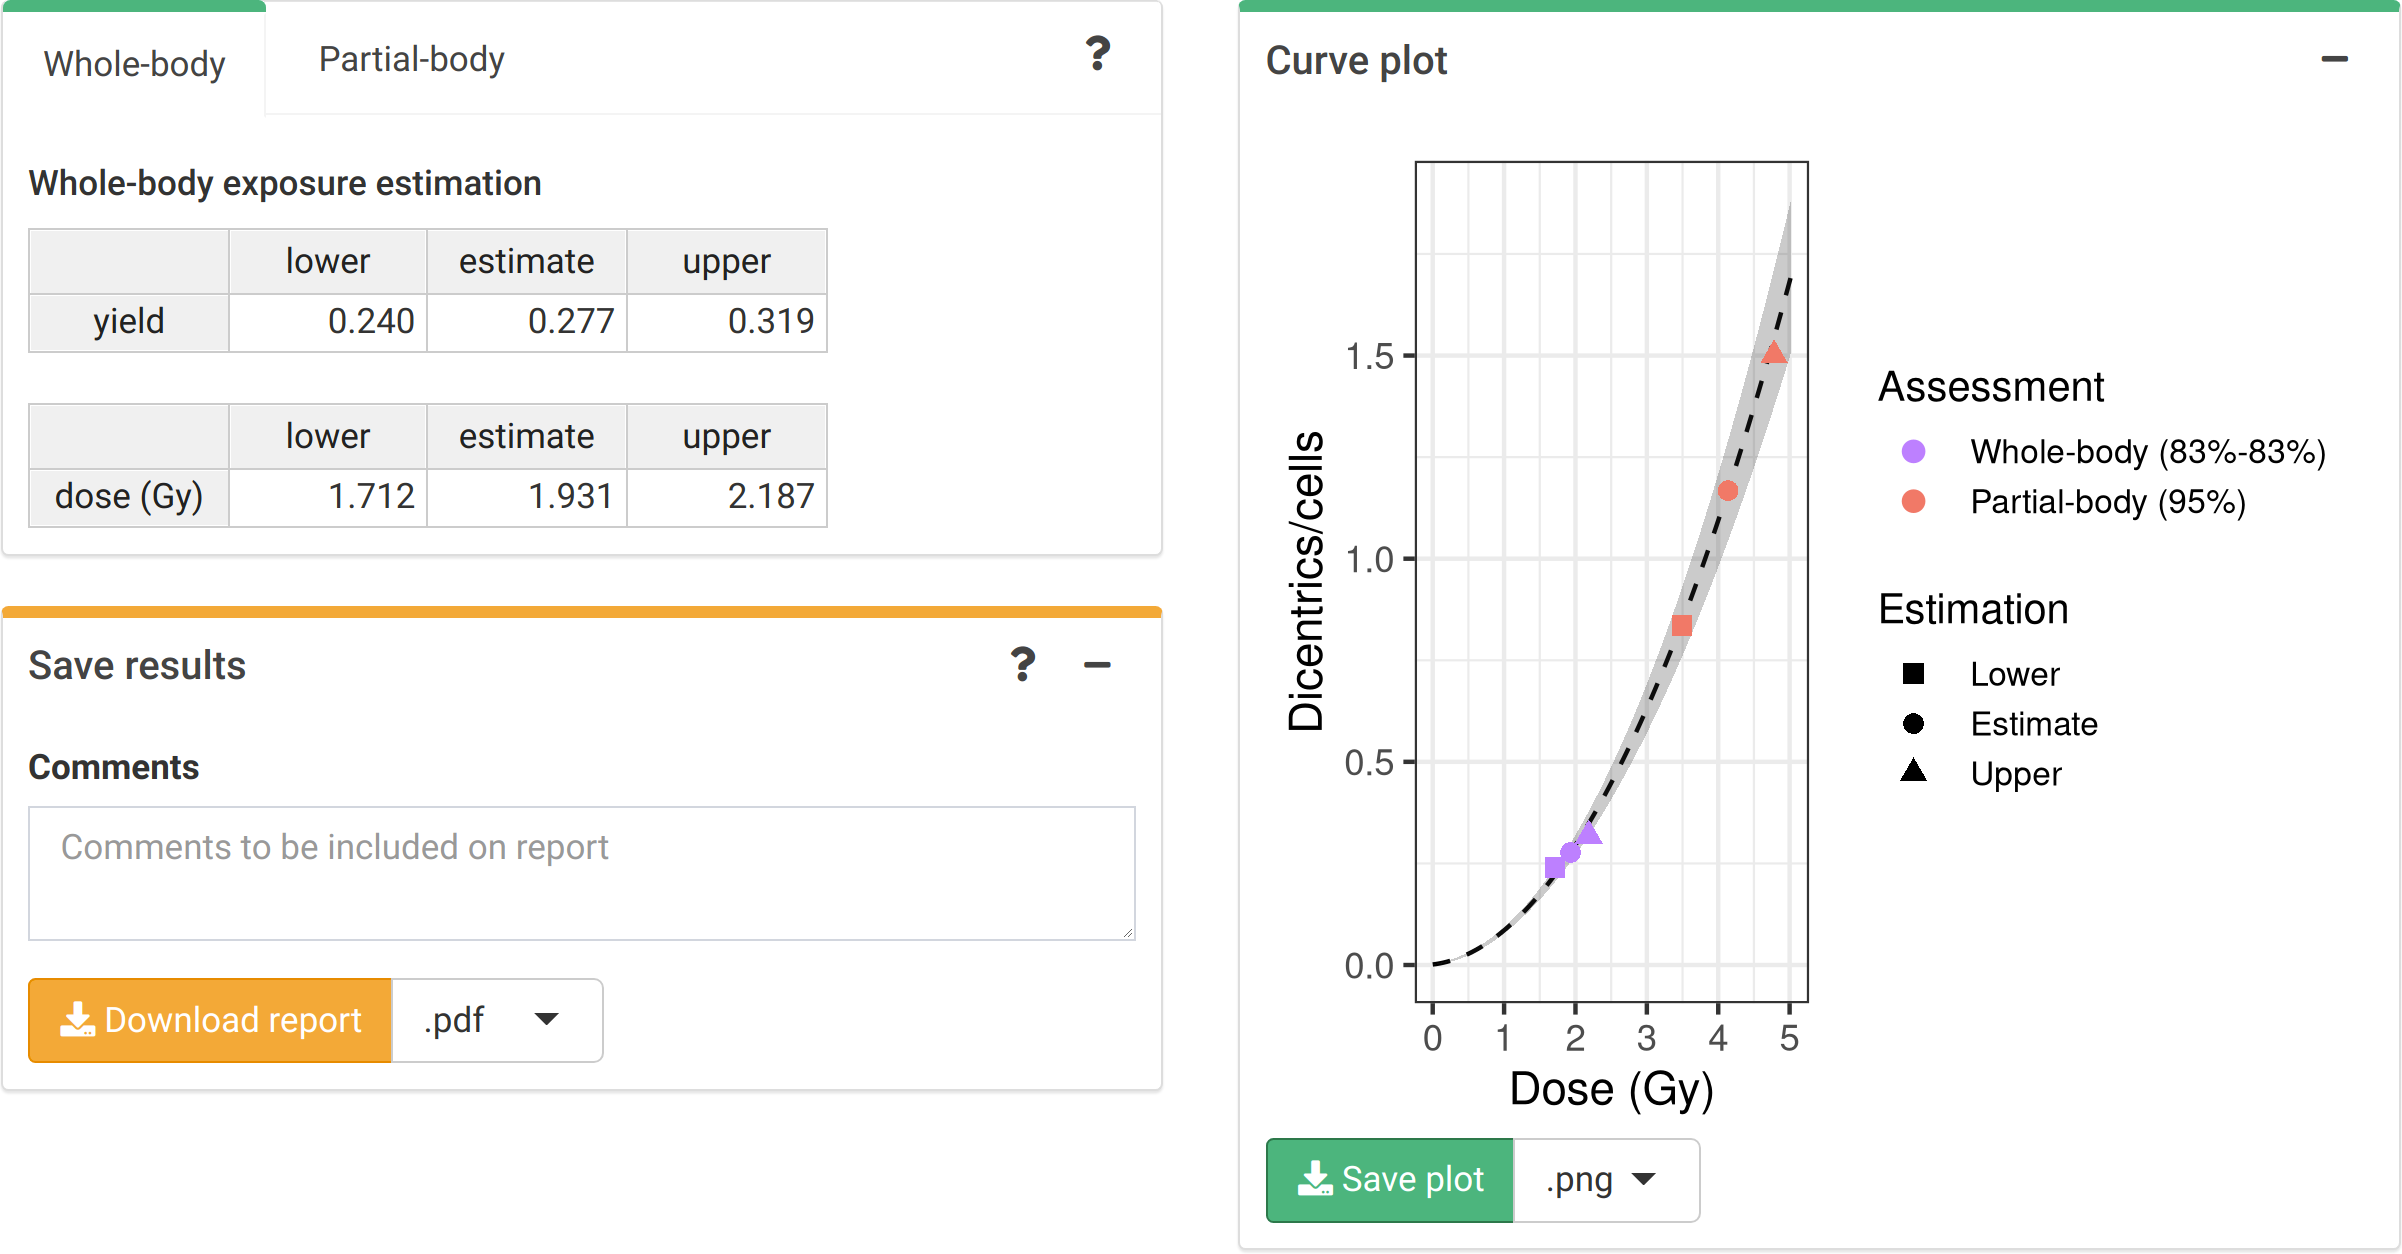 Whole-body
Partial-body
?
Whole-body exposure estimation
lower estimate upper
yield 0.240 0.277 0.319
lower estimate upper
dose (Gy) 1.712 1.931 2.187
Save results
?
Comments
Comments to be included on report
Download report
.pdf
Curve plot
1.5
1.0
0.5
0.0
Dicentrics/cells
0 1 2 3 4 5
Dose (Gy)
Assessment
Whole-body (83%-83%)
Partial-body (95%)
Estimation
Lower
Estimate
Upper
Save plot
.png